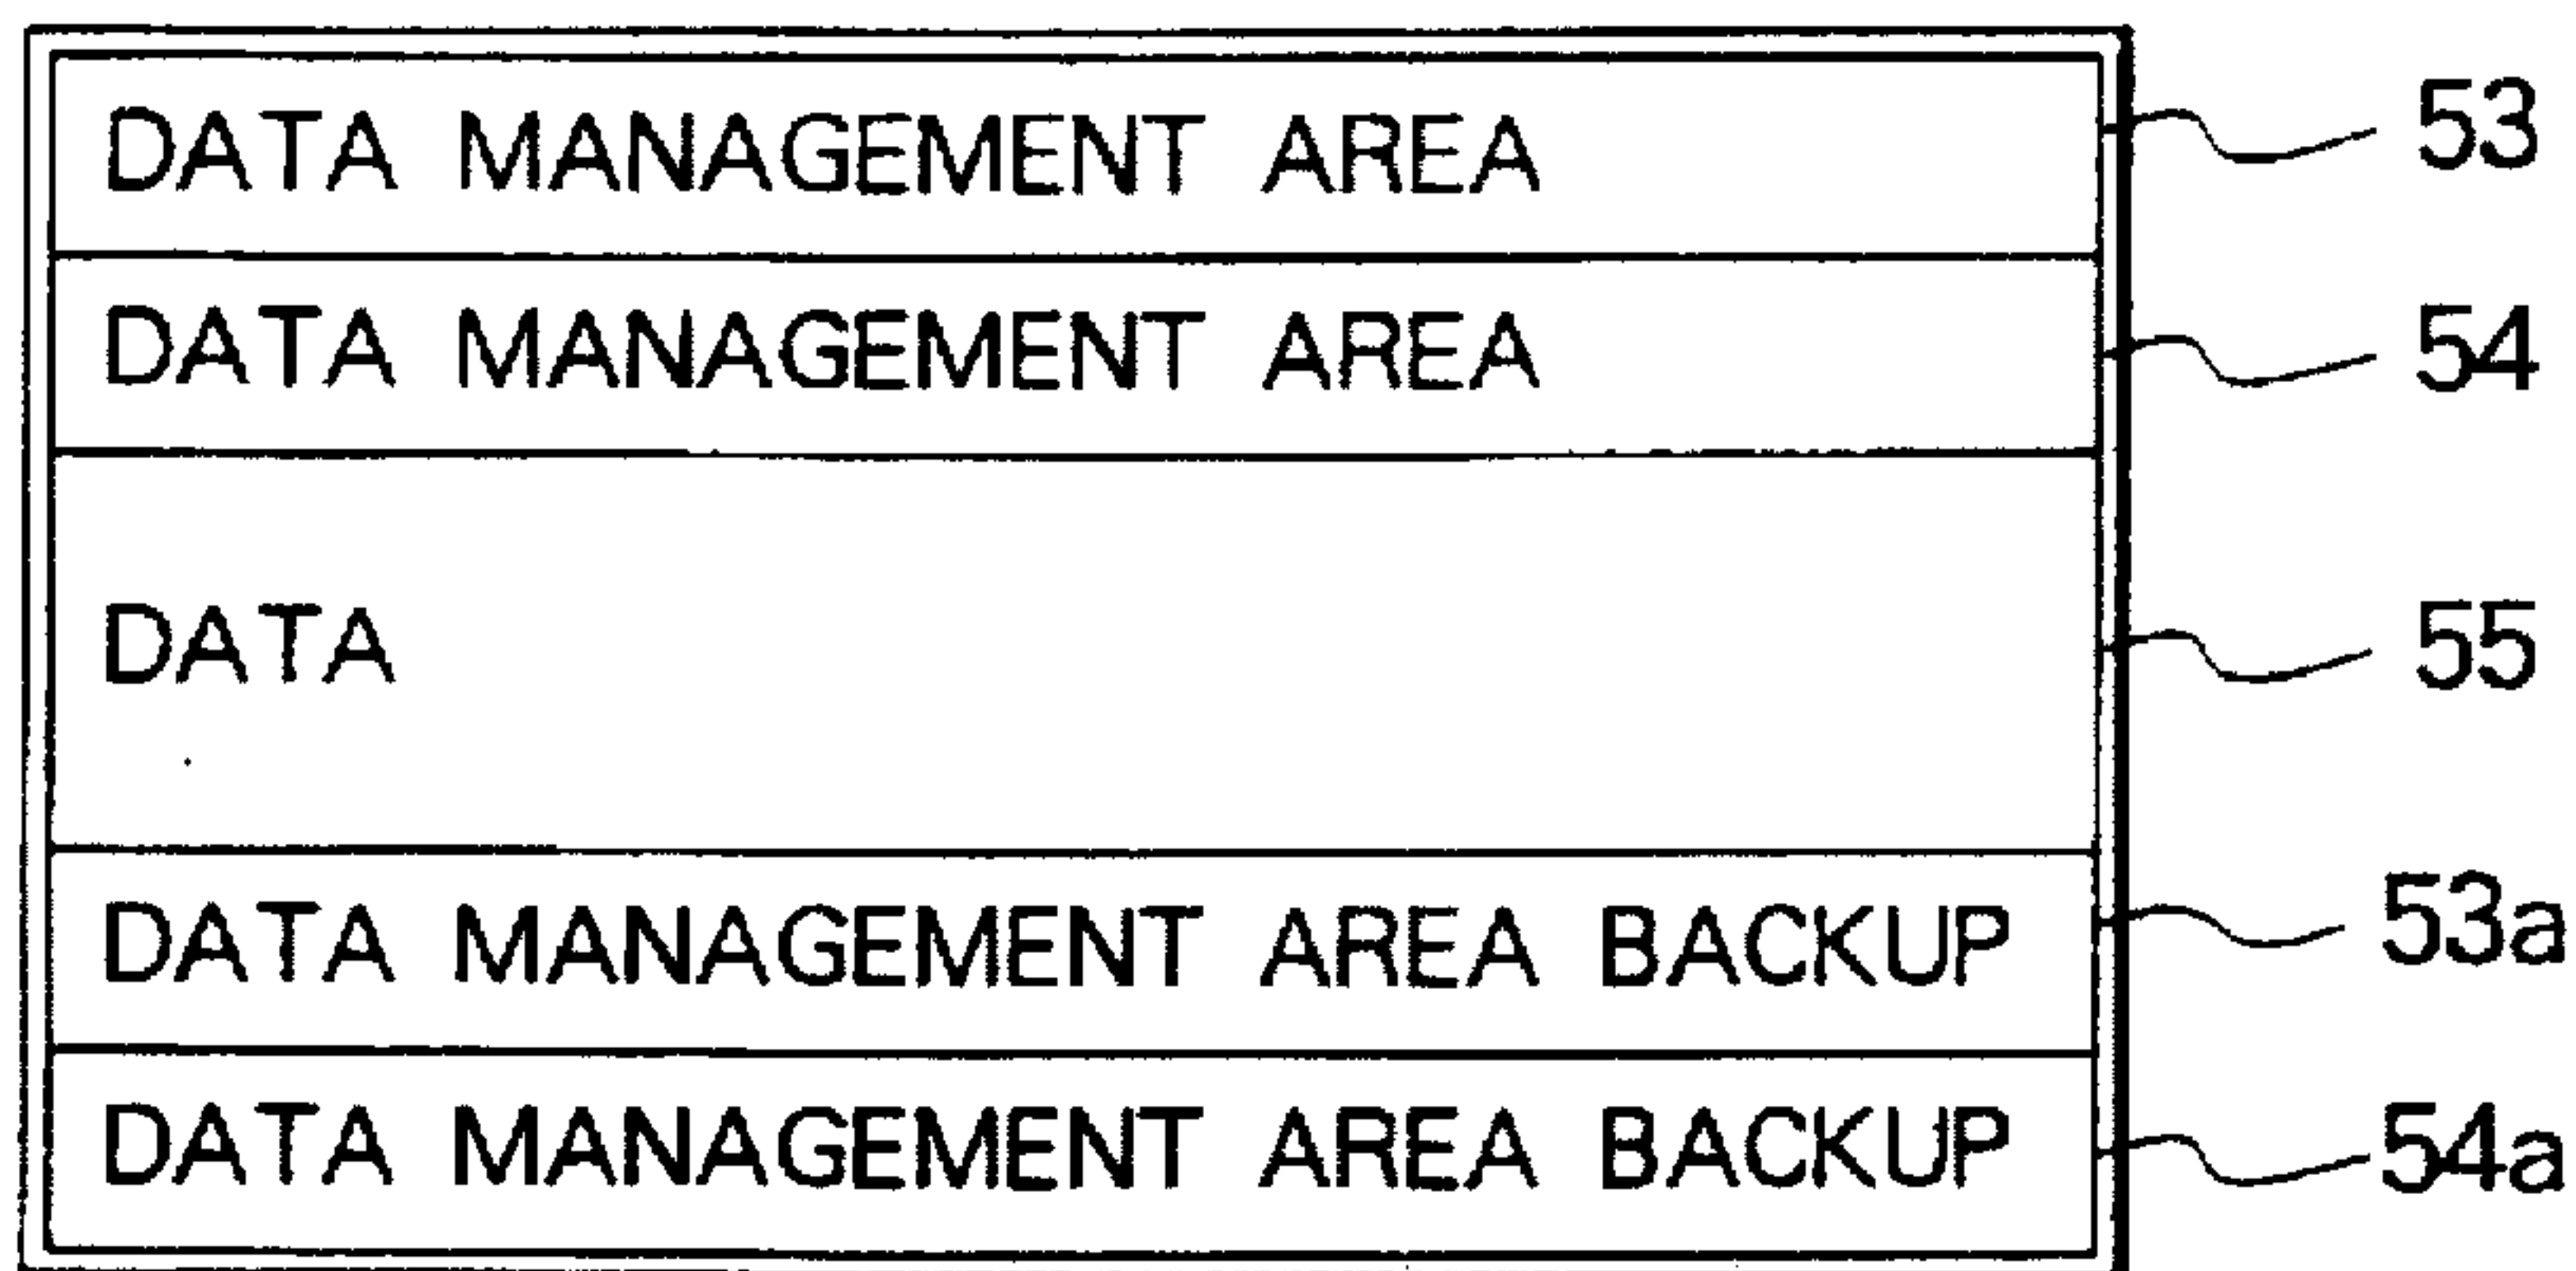 DATA MANAGEMENT AREA 53
DATA MANAGEMENT AREA 54
DATA 55
DATA MANAGEMENT AREA BACKUP 53a
DATA MANAGEMENT AREA BACKUP 54a